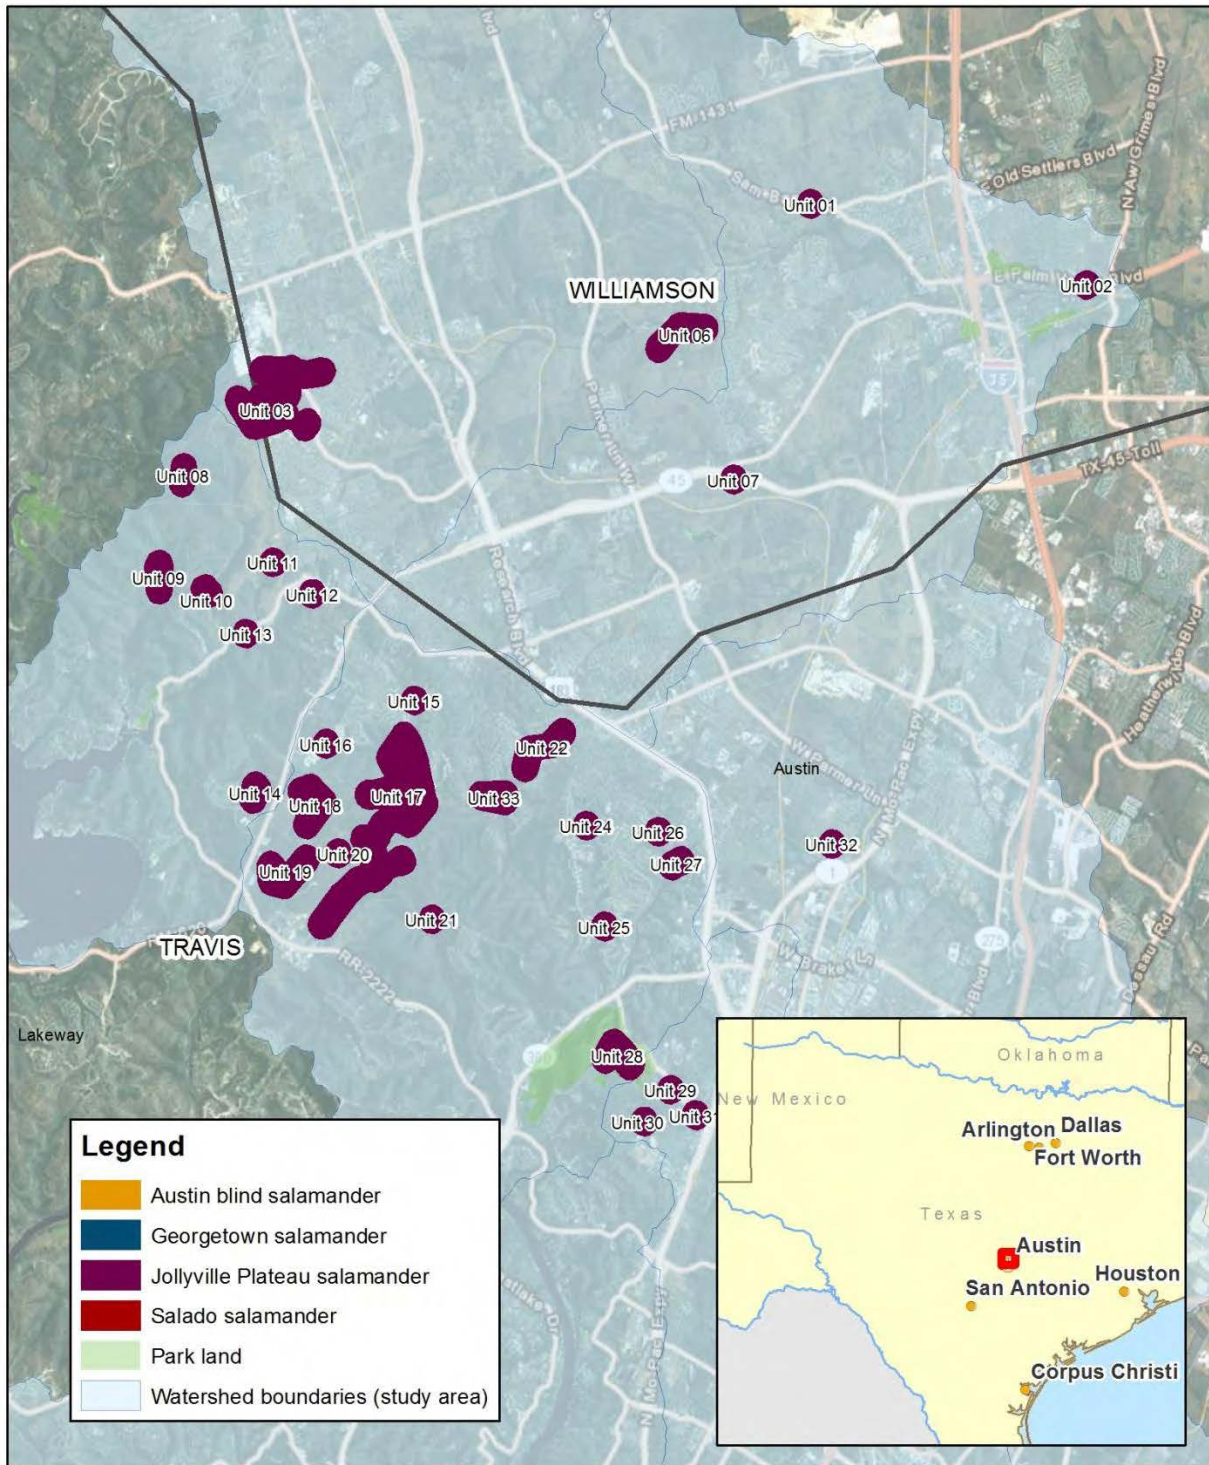 FM-1431
Unit 01
E Old Settlers Blvd
N Aw Grimes Blvd
Unit 02
WILLIAMSON
Unit 06
35
Unit 03
Parmer Ln W
TX-45-Toll
Unit 08
45
Unit 07
Research Blvd
Unit 11
Unit 09
Unit 10
Unit 12
Unit 13
Heatherwilde Blvd
Unit 15
Unit 16
Unit 22
W Parmer Ln
N Mo-Pac Expy
Austin
Unit 14
Unit 18
Unit 17
Unit 33
Unit 24
Unit 26
Unit 32
Unit 20
Unit 27
Unit 19
1
Unit 21
Unit 25
TRAVIS
275
Dessau Rd
RR-2222
W Braker Ln
Lakeway
Unit 28
Unit 29
Unit 30
Unit 31
N Mo-Pac Expy
Legend
Austin blind salamander
Georgetown salamander
Jollyville Plateau salamander
Salado salamander
Park land
Watershed boundaries (study area)
Oklahoma
New Mexico
Arlington
Dallas
Fort Worth
Texas
Austin
San Antonio
Houston
Corpus Christi